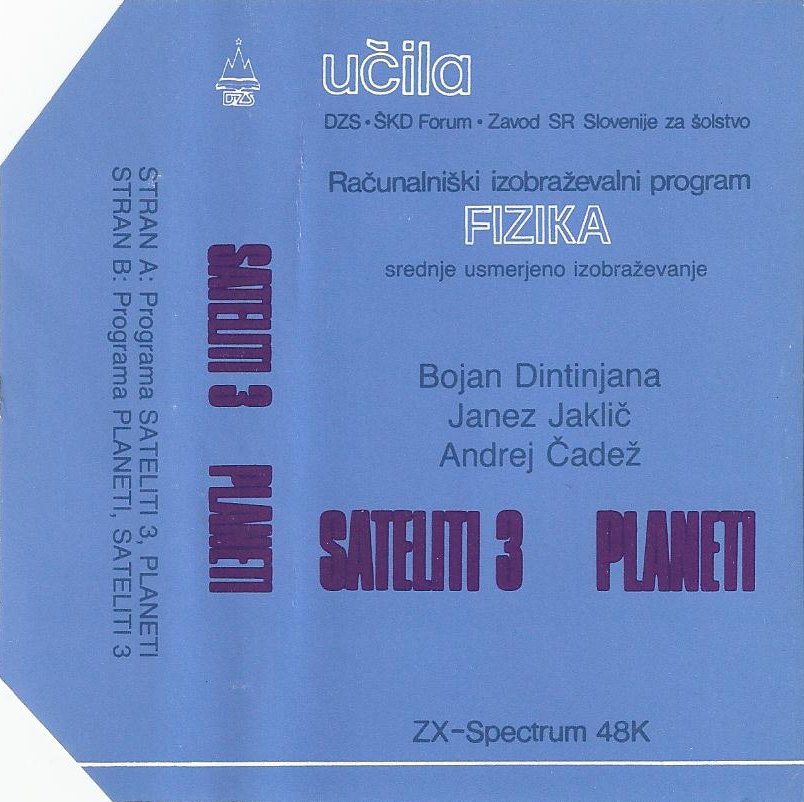 učila
DZS • ŠKD Forum • Zavod SR Slovenije za šolstvo
Računalniški izobraževalni program
FIZIKA
srednje usmerjeno izobraževanje
Bojan Dintinjana
Janez Jaklič
Andrej Čadež
SATELITI 3 PLANETI
ZX-Spectrum 48K
DZS
SATELITI 3 PLANETI
STRAN A: Programa SATELITI 3, PLANETI
STRAN B: Programa PLANETI, SATELITI 3